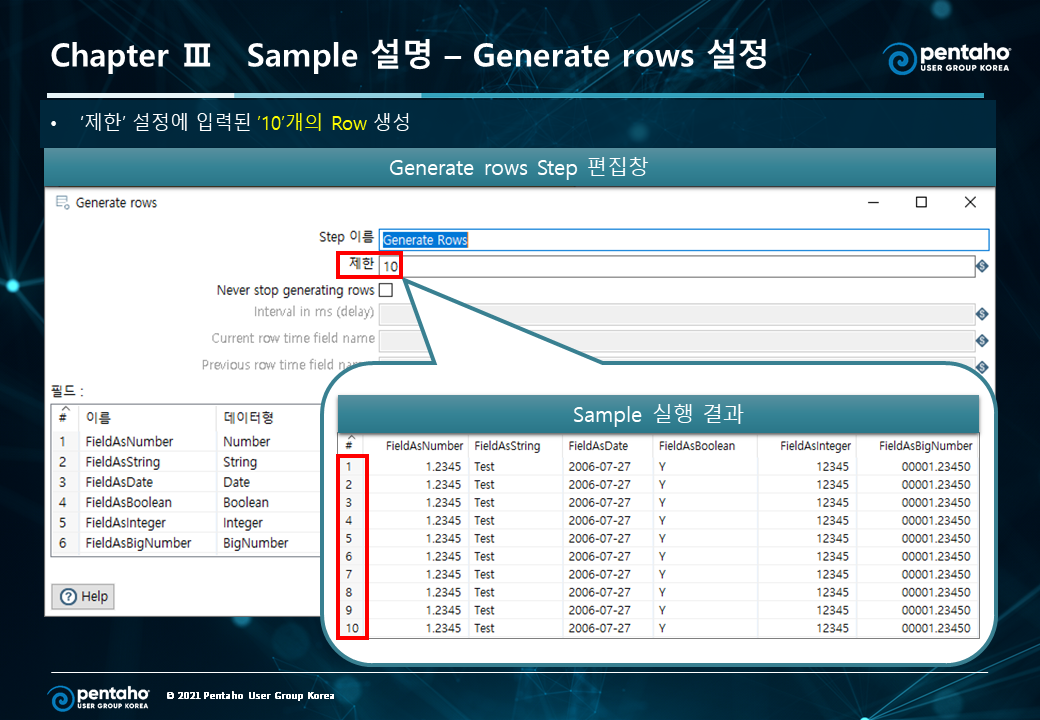 Chapter Ⅲ Sample 설명 – Generate rows 설정
pentaho
USER GROUP KOREA
• ‘제한’ 설정에 입력된 ’10’개의 Row 생성
Generate rows Step 편집창
Generate rows
Step 이름 Generate Rows
제한 10
Never stop generating rows
Interval in ms (delay)
Current row time field name
Previous row time field name
필드 :
# 이름 데이터형
1 FieldAsNumber Number
2 FieldAsString String
3 FieldAsDate Date
4 FieldAsBoolean Boolean
5 FieldAsInteger Integer
6 FieldAsBigNumber BigNumber
Help
Sample 실행 결과
# FieldAsNumber FieldAsString FieldAsDate FieldAsBoolean FieldAsInteger FieldAsBigNumber
1 1.2345 Test 2006-07-27 Y 12345 00001.23450
2 1.2345 Test 2006-07-27 Y 12345 00001.23450
3 1.2345 Test 2006-07-27 Y 12345 00001.23450
4 1.2345 Test 2006-07-27 Y 12345 00001.23450
5 1.2345 Test 2006-07-27 Y 12345 00001.23450
6 1.2345 Test 2006-07-27 Y 12345 00001.23450
7 1.2345 Test 2006-07-27 Y 12345 00001.23450
8 1.2345 Test 2006-07-27 Y 12345 00001.23450
9 1.2345 Test 2006-07-27 Y 12345 00001.23450
10 1.2345 Test 2006-07-27 Y 12345 00001.23450
pentaho
USER GROUP KOREA
© 2021 Pentaho User Group Korea